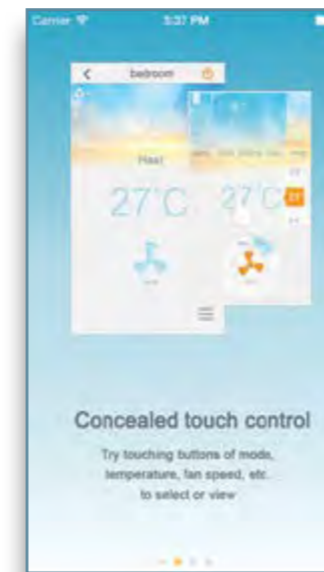 Carrier 5:37 PM
bedroom
Heat
27°C 27°C
27
Concealed touch control
Try touching buttons of mode,
temperature, fan speed, etc.
to select or view